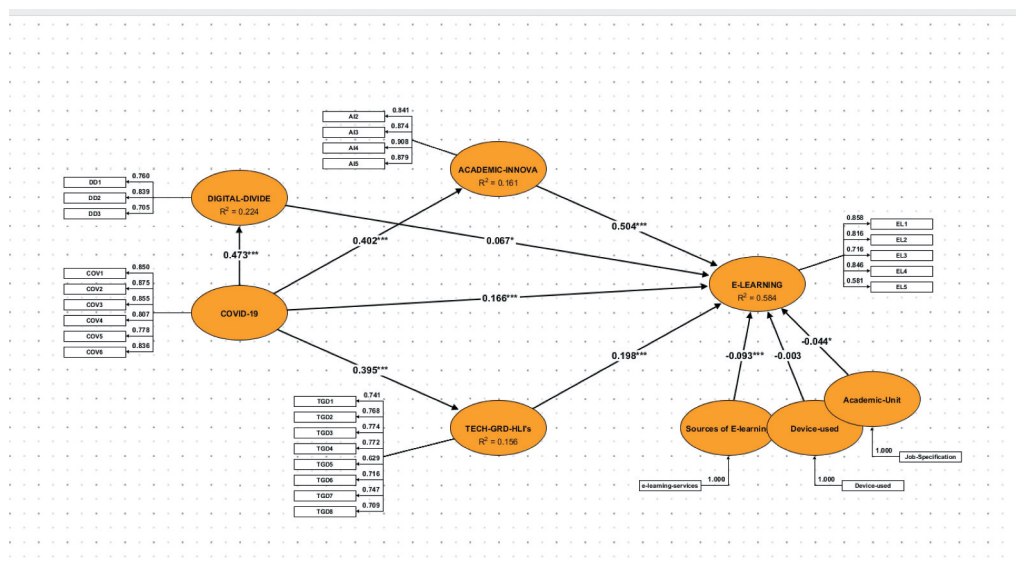 0.841
AI2
0.874
AI3
0.908
AI4
0.879
AI5
ACADEMIC-INNOVA
R² = 0.161
0.760
DD1
0.839
DD2
0.705
DD3
DIGITAL-DIVIDE
R² = 0.224
0.473***
0.402***
0.067*
0.504***
0.858
EL1
0.816
EL2
0.716
EL3
0.846
EL4
0.581
EL5
E-LEARNING
R² = 0.584
0.850
COV1
0.875
COV2
0.855
COV3
0.807
COV4
0.778
COV5
0.836
COV6
COVID-19
0.166***
0.395***
0.198***
-0.093***
-0.003
-0.044*
0.741
TGD1
0.768
TGD2
0.774
TGD3
0.772
TGD4
0.629
TGD5
0.716
TGD6
0.747
TGD7
0.709
TGD8
TECH-GRD-HLI's
R² = 0.156
Sources of E-learnin
Device-used
Academic-Unit
1.000
Job-Specification
1.000
e-learning-services
1.000
Device-used